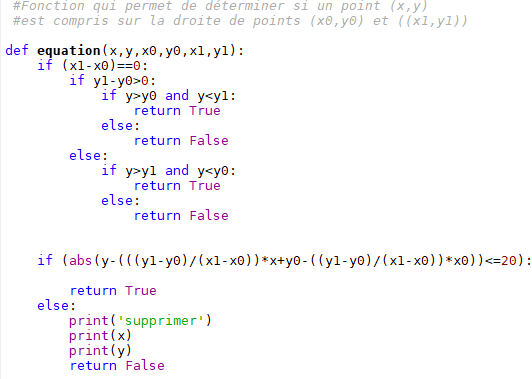 #Fonction qui permet de déterminer si un point (x,y)
#est compris sur la droite de points (x0,y0) et ((x1,y1))
def equation(x,y,x0,y0,x1,y1):
    if (x1-x0)==0:
        if y1-y0>0:
            if y>y0 and y<y1:
                return True
            else:
                return False
        else:
            if y>y1 and y<y0:
                return True
            else:
                return False
    if (abs(y-(((y1-y0)/(x1-x0))*x+y0-((y1-y0)/(x1-x0))*x0))<=20):
        return True
    else:
        print('supprimer')
        print(x)
        print(y)
        return False